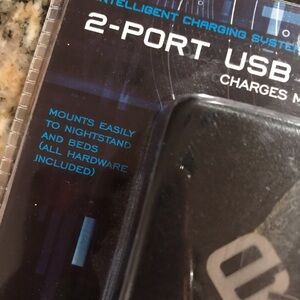 INTELLIGENT CHARGING SYSTEM
2-PORT USB
CHARGES
MOUNTS EASILY
TO NIGHTSTAND
AND BEDS
(ALL HARDWARE
INCLUDED)